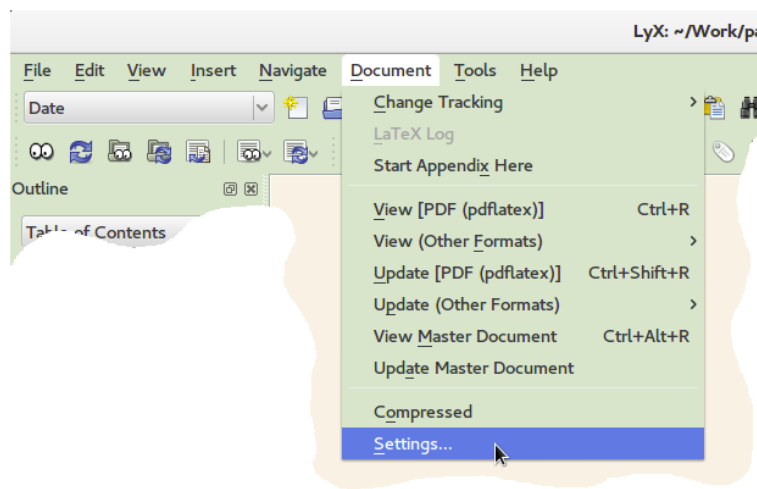 LyX: ~/Work/pa
File Edit View Insert Navigate Document Tools Help
Date
Change Tracking
LaTeX Log
Start Appendix Here
Outline
of Contents
View [PDF (pdflatex)] Ctrl+R
View (Other Formats)
Update [PDF (pdflatex)] Ctrl+Shift+R
Update (Other Formats)
View Master Document Ctrl+Alt+R
Update Master Document
Compressed
Settings...